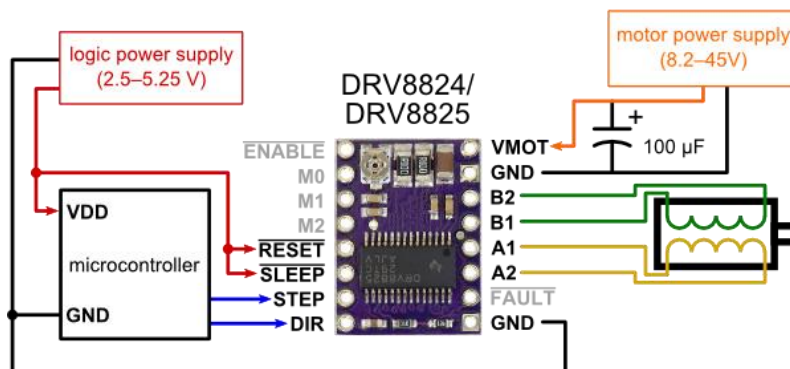 logic power supply
(2.5–5.25 V)
motor power supply
(8.2–45V)
DRV8824/
DRV8825
ENABLE
M0
M1
M2
RESET
SLEEP
STEP
DIR
VMOT
GND
B2
B1
A1
A2
FAULT
GND
+
100 µF
VDD
microcontroller
GND